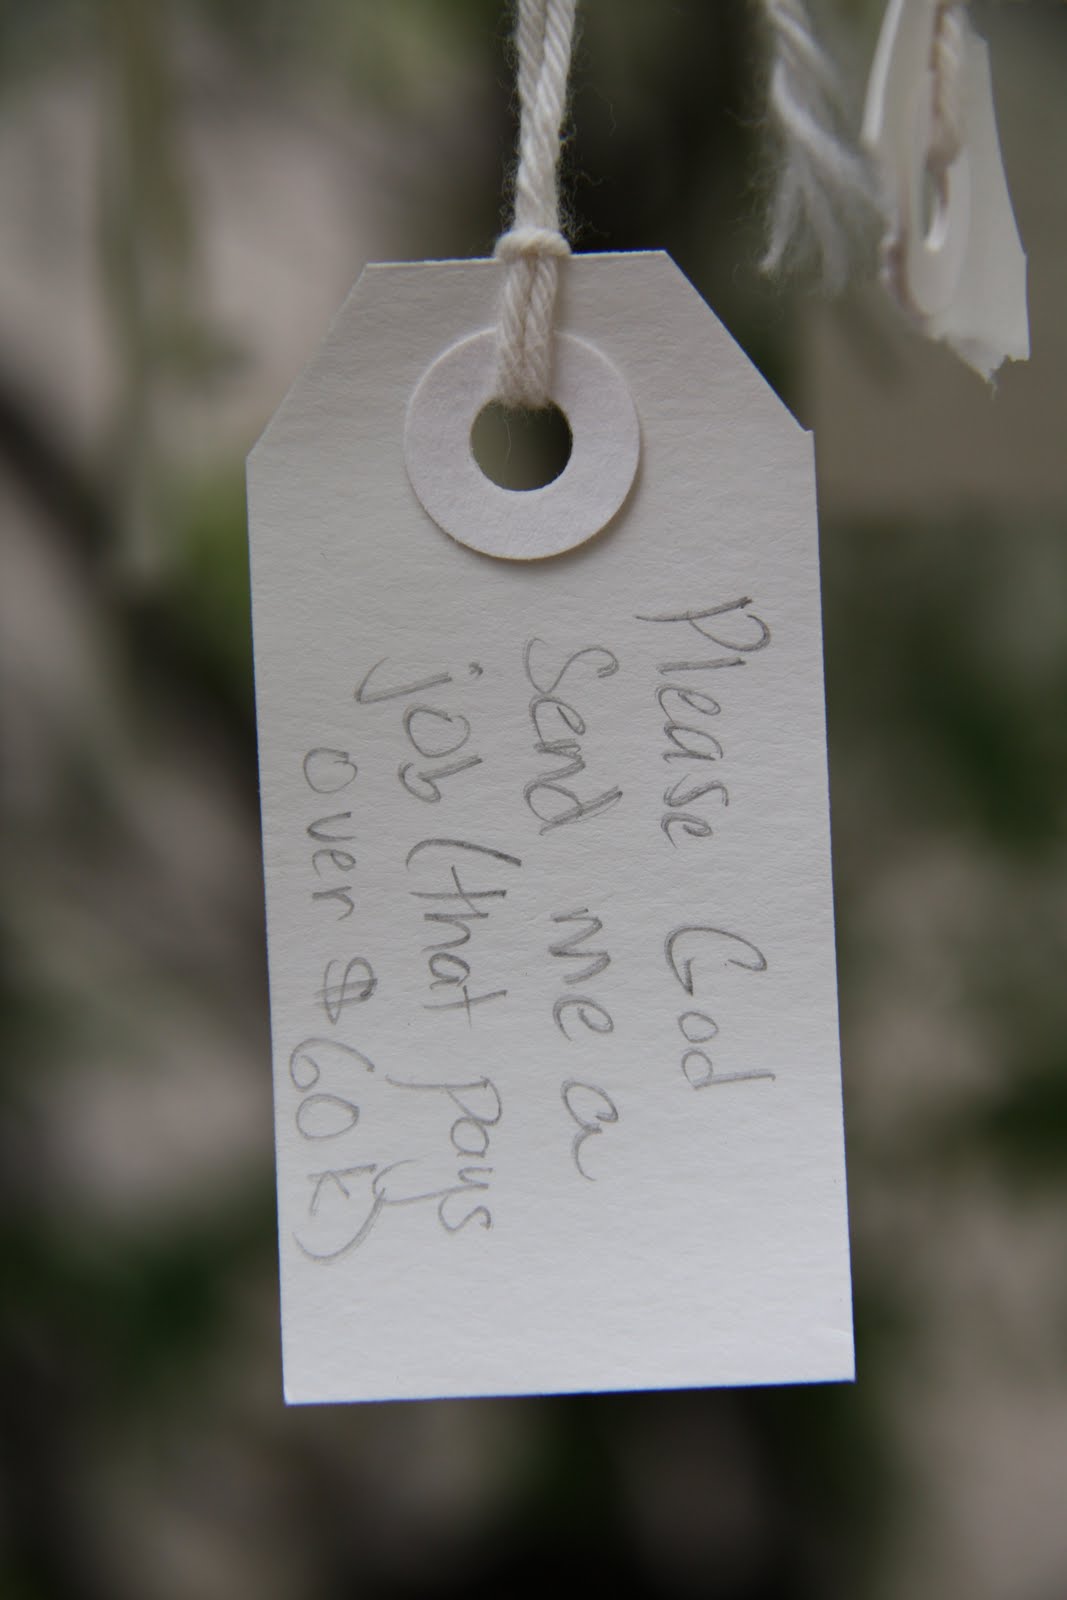 Please God
Send me a
job (that pays
over $60k)